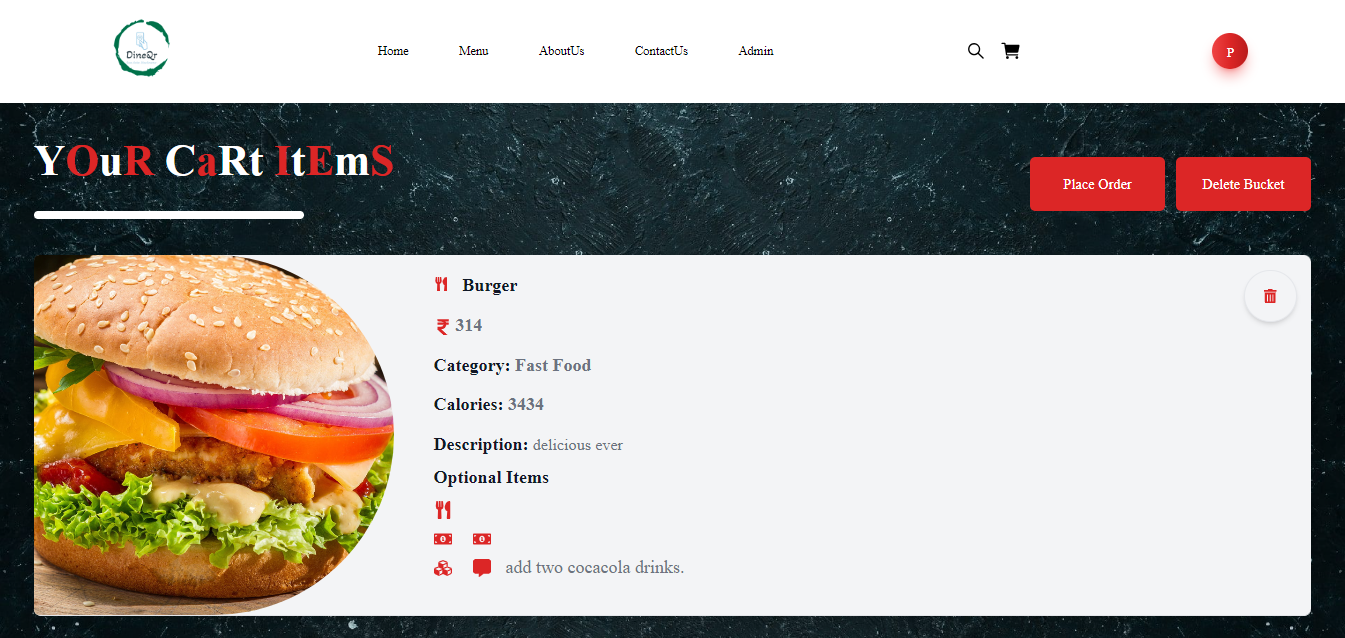 DineQr
Home Menu AboutUs ContactUs Admin
P
YOuR CaRt ItEmS
Place Order Delete Bucket
Burger
₹ 314
Category: Fast Food
Calories: 3434
Description: delicious ever
Optional Items
add two cocacola drinks.